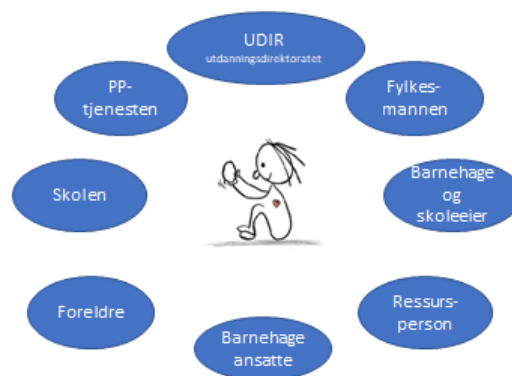 UDIR
utdanningsdirektoratet
PP-
tjenesten
Fylkes-
mannen
Skolen
Barnehage
og
skoleeier
Foreldre
Ressurs-
person
Barnehage
ansatte